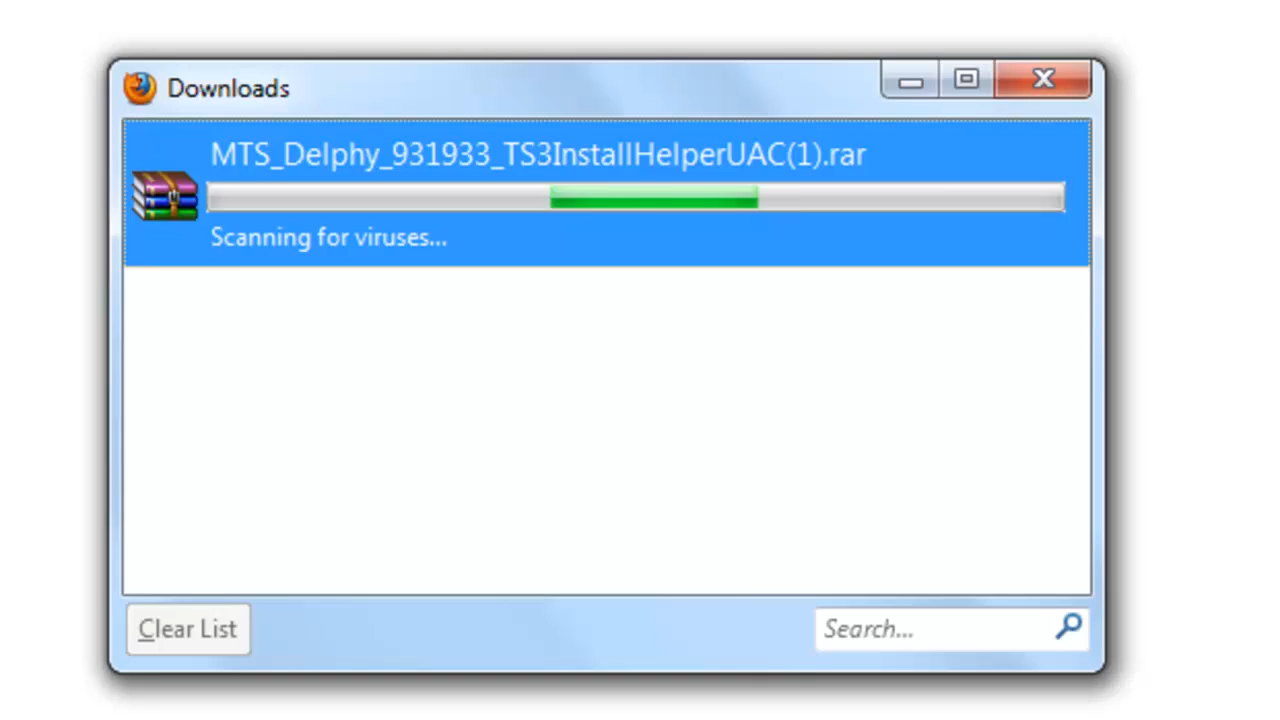 Downloads
MTS_Delphy_931933_TS3InstallHelperUAC(1).rar
Scanning for viruses...
Clear List
Search...